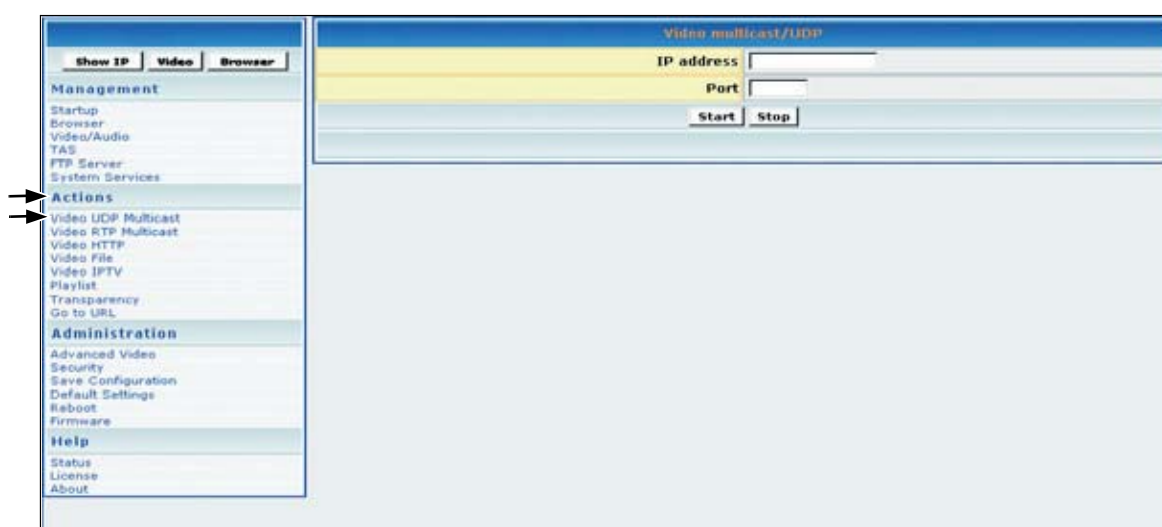 Show IP Video Browser
Management
Startup
Browser
Video/Audio
TAS
FTP Server
System Services
Actions
Video UDP Multicast
Video RTP Multicast
Video HTTP
Video File
Video IPTV
Playlist
Transparency
Go to URL
Administration
Advanced Video
Security
Save Configuration
Default Settings
Reboot
Firmware
Help
Status
License
About
Video multicast/UDP
IP address
Port
Start Stop